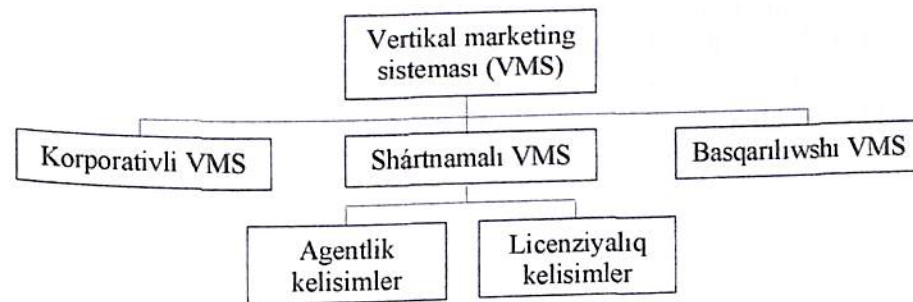 Vertikal marketing
sisteması (VMS)
Korporativli VMS
Shártnamalı VMS
Basqarılıwshı VMS
Agentlik
kelisimler
Licenziyalıq
kelisimler